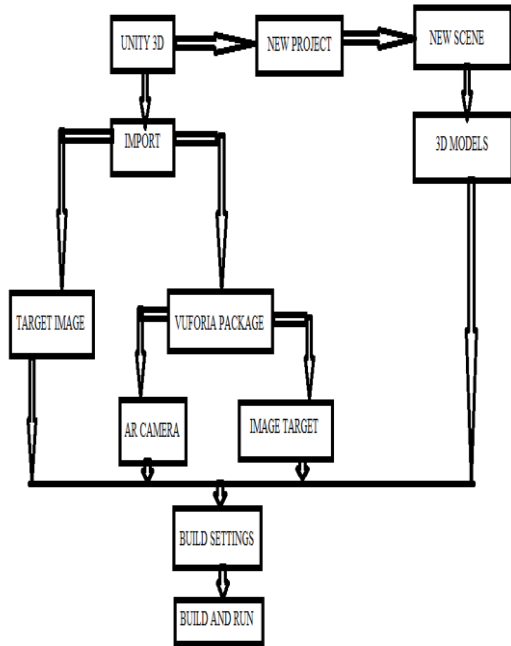 UNITY 3D
NEW PROJECT
NEW SCENE
IMPORT
3D MODELS
TARGET IMAGE
VUFORIA PACKAGE
AR CAMERA
IMAGE TARGET
BUILD SETTINGS
BUILD AND RUN